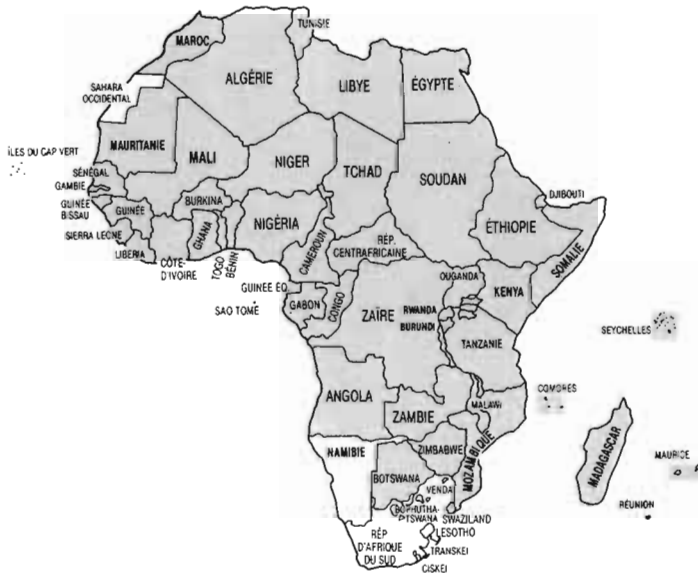 TUNISIE
MAROC
ALGÉRIE
LIBYE
ÉGYPTE
SAHARA
OCCIDENTAL
MAURITANIE
MALI
NIGER
TCHAD
SOUDAN
ÎLES DU CAP VERT
SÉNÉGAL
GAMBIE
GUINÉE
BISSAU
GUINÉE
BURKINA
DJIBOUTI
SIERRA LEONE
LIBERIA
CÔTE-
D'IVOIRE
GHANA
TOGO
BÉNIN
NIGÉRIA
CAMEROUN
RÉP.
CENTRAFRICAINE
ÉTHIOPIE
SOMALIE
GUINEE EQ.
SAO TOMÉ
GABON
CONGO
ZAÏRE
OUGANDA
KENYA
RWANDA
BURUNDI
TANZANIE
SEYCHELLES
COMORES
ANGOLA
ZAMBIE
MALAWI
MOZAMBIQUE
MADAGASCAR
MAURICE
RÉUNION
NAMIBIE
ZIMBABWE
BOTSWANA
VENDA
BOPHUTHA-
TSWANA
SWAZILAND
LESOTHO
RÉP
D'AFRIQUE
DU SUD
TRANSKEI
CISKEI